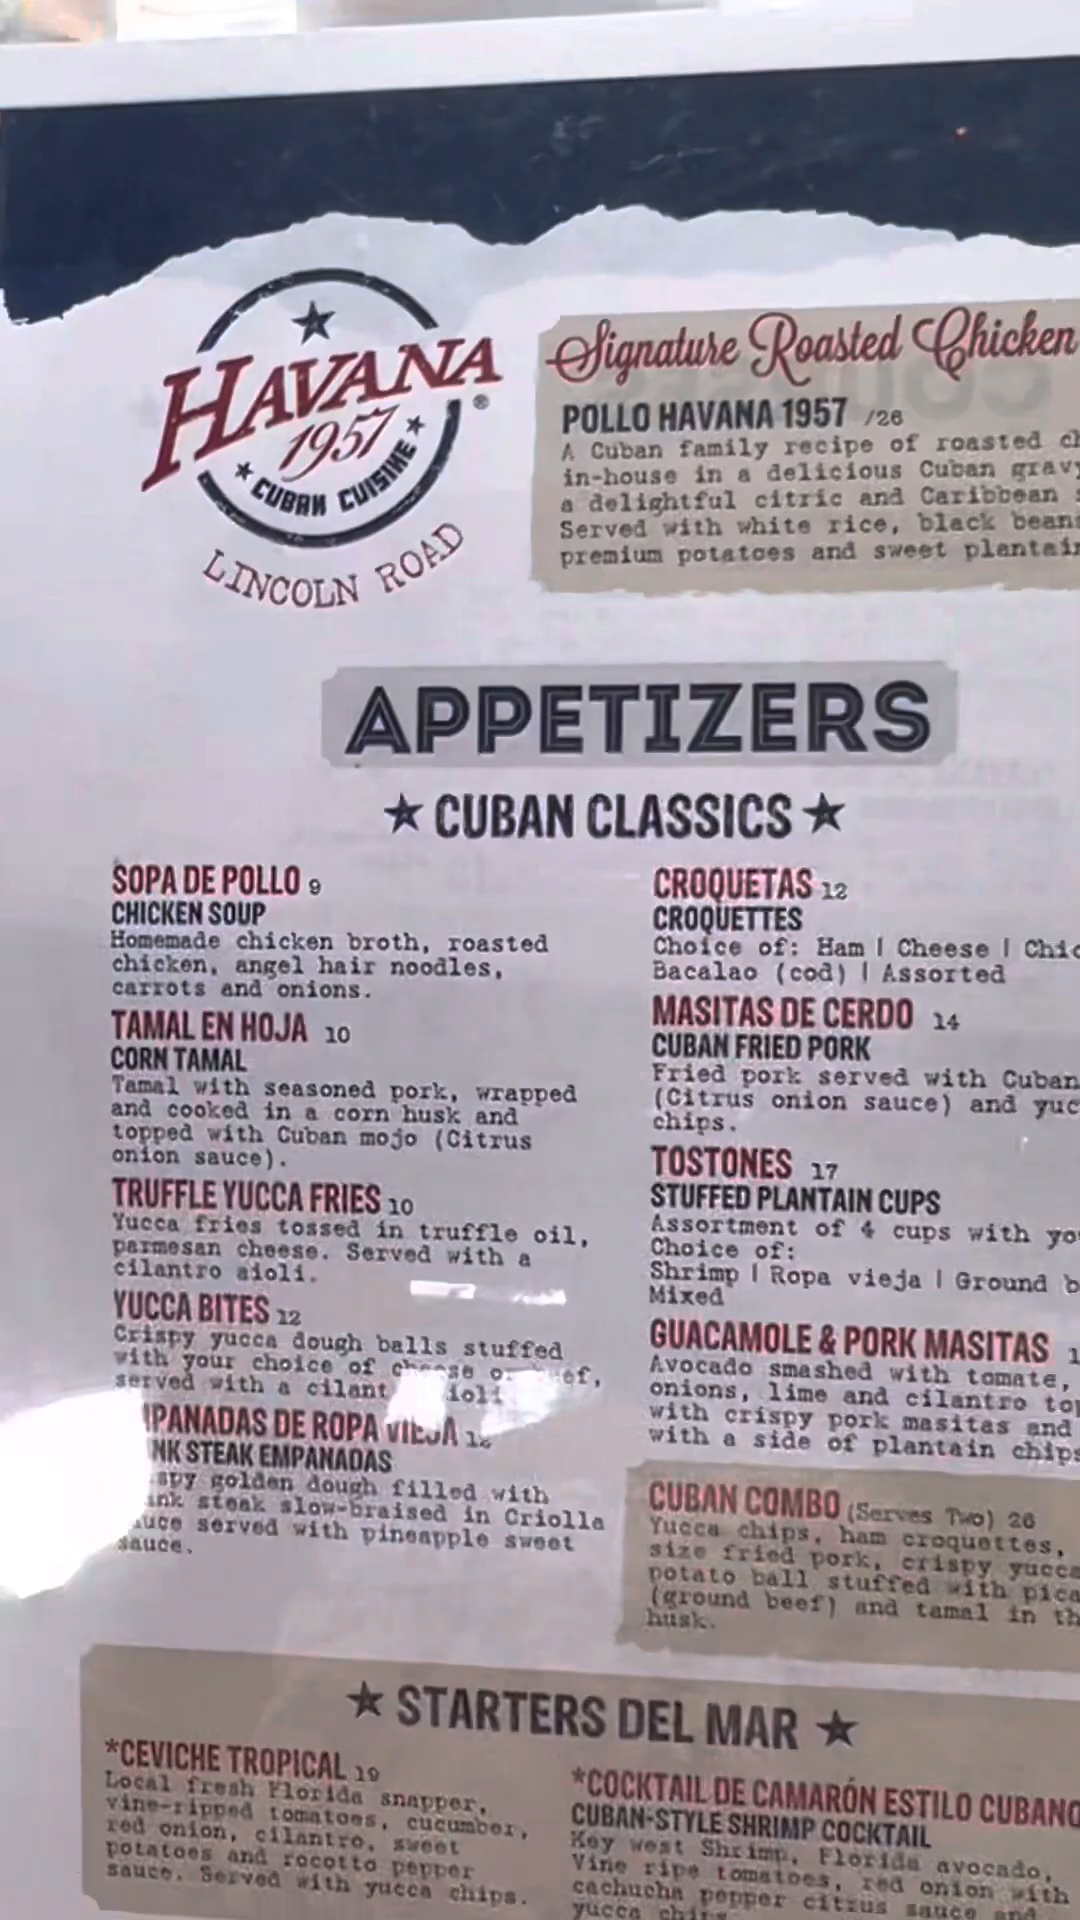 HAVANA
1957
CUBAN CUISINE
LINCOLN ROAD
Signature Roasted Chicken
POLLO HAVANA 1957 /26
A Cuban family recipe of roasted
in-house in a delicious Cuban
a delightful citric and Caribbean
Served with white rice, black
premium potatoes and sweet
APPETIZERS
★ CUBAN CLASSICS ★
SOPA DE POLLO 9
CHICKEN SOUP
Homemade chicken broth, roasted
chicken, angel hair noodles,
carrots and onions.
TAMAL EN HOJA 10
CORN TAMAL
Tamal with seasoned pork, wrapped
and cooked in a corn husk and
topped with Cuban mojo (Citrus
onion sauce).
TRUFFLE YUCCA FRIES 10
Yucca fries tossed in truffle oil,
parmesan cheese. Served with a
cilantro aioli.
YUCCA BITES 12
Crispy yucca dough balls stuffed
with your choice of cheese or
served with a
DE ROPA VIEJA
STEAK EMPANADAS
golden dough filled with
steak slow-braised in Criolla
served with pineapple sweet
sauce.
CROQUETAS 12
CROQUETTES
Choice of: Ham | Cheese |
Bacalao (cod) | Assorted
MASITAS DE CERDO 14
CUBAN FRIED PORK
Fried pork served with Cuban
(Citrus onion sauce) and
chips.
TOSTONES 17
STUFFED PLANTAIN CUPS
Assortment of 4 cups with
Choice of:
Shrimp | Ropa vieja | Ground
Mixed
GUACAMOLE & PORK MASITAS
Avocado smashed with tomate,
onions, lime and cilantro
with crispy pork masitas and
with a side of plantain chips
CUBAN COMBO (Serves Two) 26
Yucca chips, ham croquettes,
size fried pork, crispy yucca
potato ball stuffed with
(ground beef) and tamal in
husk.
★ STARTERS DEL MAR ★
*CEVICHE TROPICAL 19
Local fresh Florida snapper,
vine-ripped tomatoes, cucumber,
red onion, cilantro, sweet
potatoes and rocotto pepper
sauce. Served with yucca chips.
*COCKTAIL DE CAMARÓN ESTILO CUBANO
CUBAN-STYLE SHRIMP COCKTAIL
Key west Shrimp, Florida avocado,
Vine ripe tomatoes, red onion with
cachucha pepper citrus sauce and
yucca chips